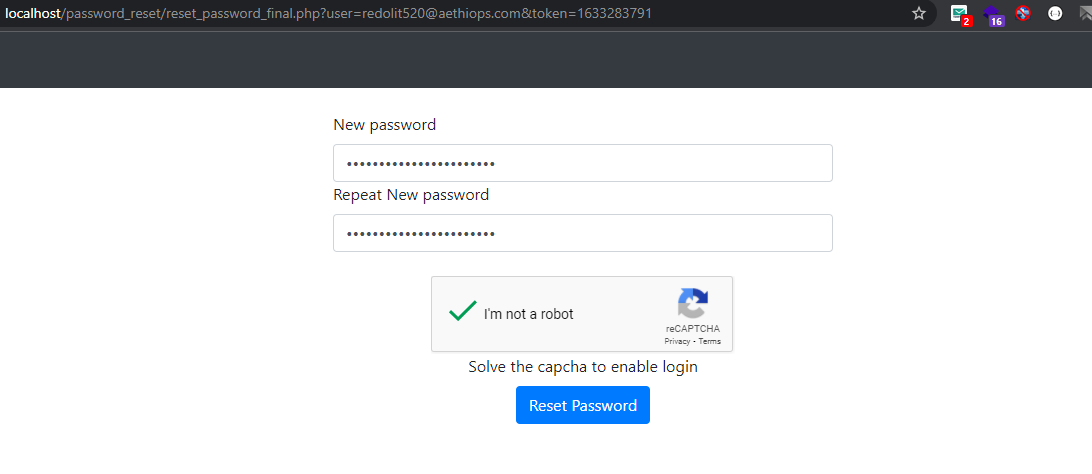 localhost/password_reset/reset_password_final.php?user=redolit520@aethiops.com&token=1633283791
2
16
New password
•••••••••••••••••••••••
Repeat New password
•••••••••••••••••••••••
I'm not a robot
reCAPTCHA
Privacy - Terms
Solve the capcha to enable login
Reset Password